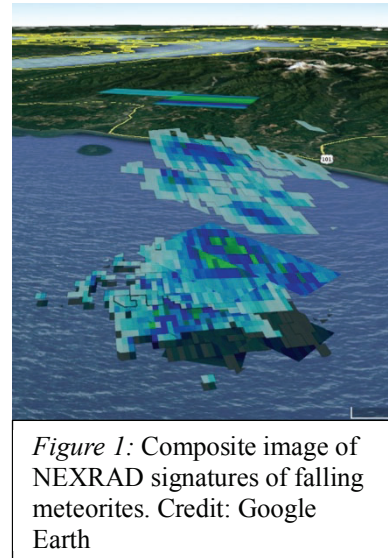 101
Figure 1: Composite image of
NEXRAD signatures of falling
meteorites. Credit: Google
Earth